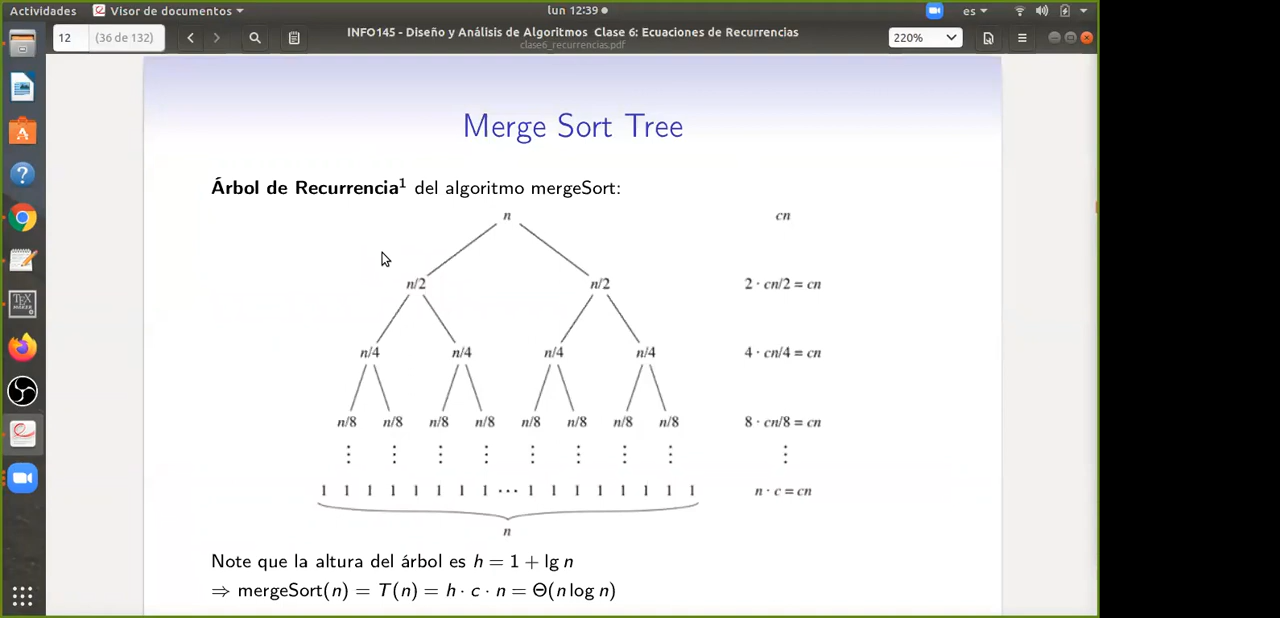 Actividades Visor de documentos lun 12:39 es
12 (36 de 132) INFO145 - Diseño y Análisis de Algoritmos Clase 6: Ecuaciones de Recurrencias 220%
clase6_recurrencias.pdf
Merge Sort Tree
Árbol de Recurrencia¹ del algoritmo mergeSort:
n cn
n/2 n/2 2 · cn/2 = cn
n/4 n/4 n/4 n/4 4 · cn/4 = cn
n/8 n/8 n/8 n/8 n/8 n/8 n/8 n/8 8 · cn/8 = cn
⋮ ⋮ ⋮ ⋮ ⋮ ⋮ ⋮ ⋮ ⋮
1 1 1 1 1 1 1 1 ⋯ 1 1 1 1 1 1 1 1 n · c = cn
n
Note que la altura del árbol es h = 1 + lg n
⇒ mergeSort(n) = T(n) = h · c · n = Θ(n log n)